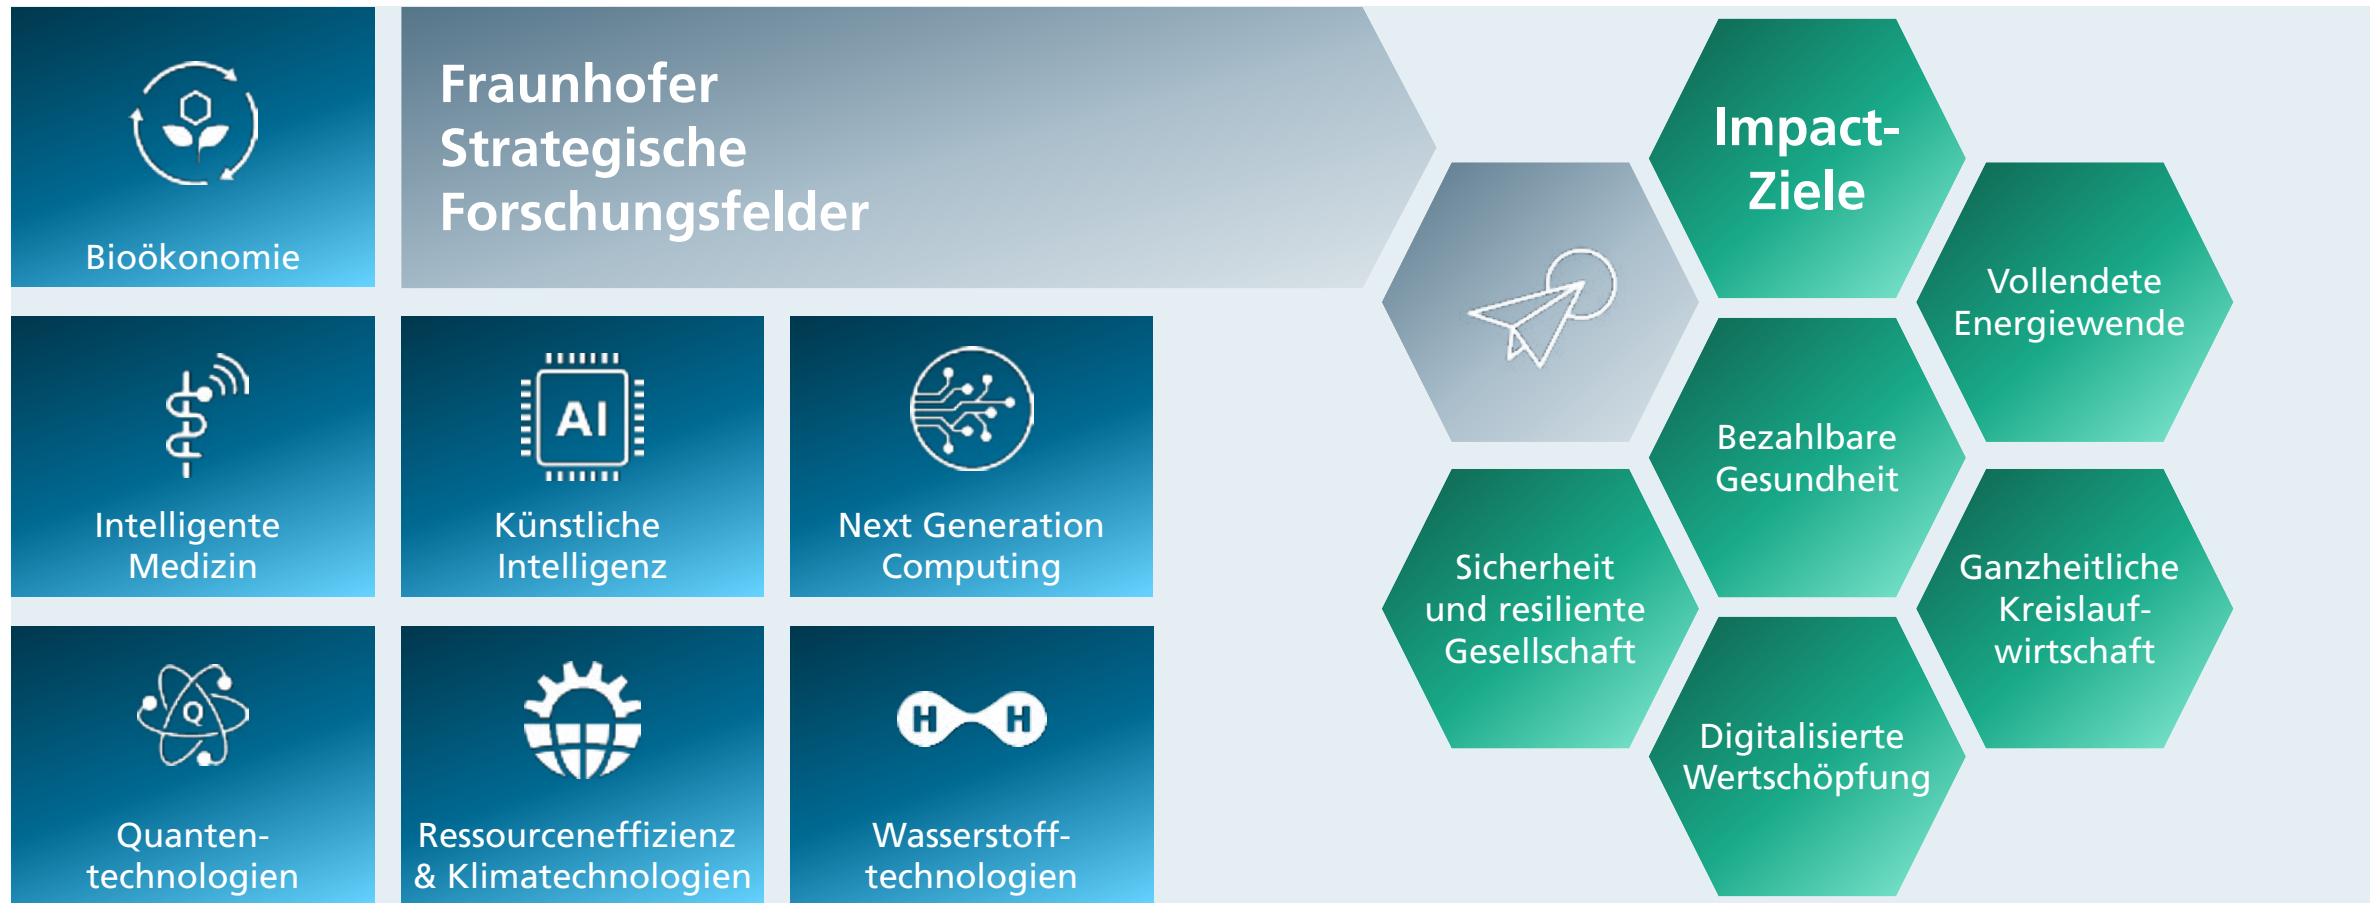 Bioökonomie
Fraunhofer
Strategische
Forschungsfelder
Intelligente
Medizin
AI
Künstliche
Intelligenz
Next Generation
Computing
Q
Quanten-
technologien
Ressourceneffizienz
& Klimatechnologien
H H
Wasserstoff-
technologien
Impact-
Ziele
Vollendete
Energiewende
Bezahlbare
Gesundheit
Sicherheit
und resiliente
Gesellschaft
Ganzheitliche
Kreislauf-
wirtschaft
Digitalisierte
Wertschöpfung